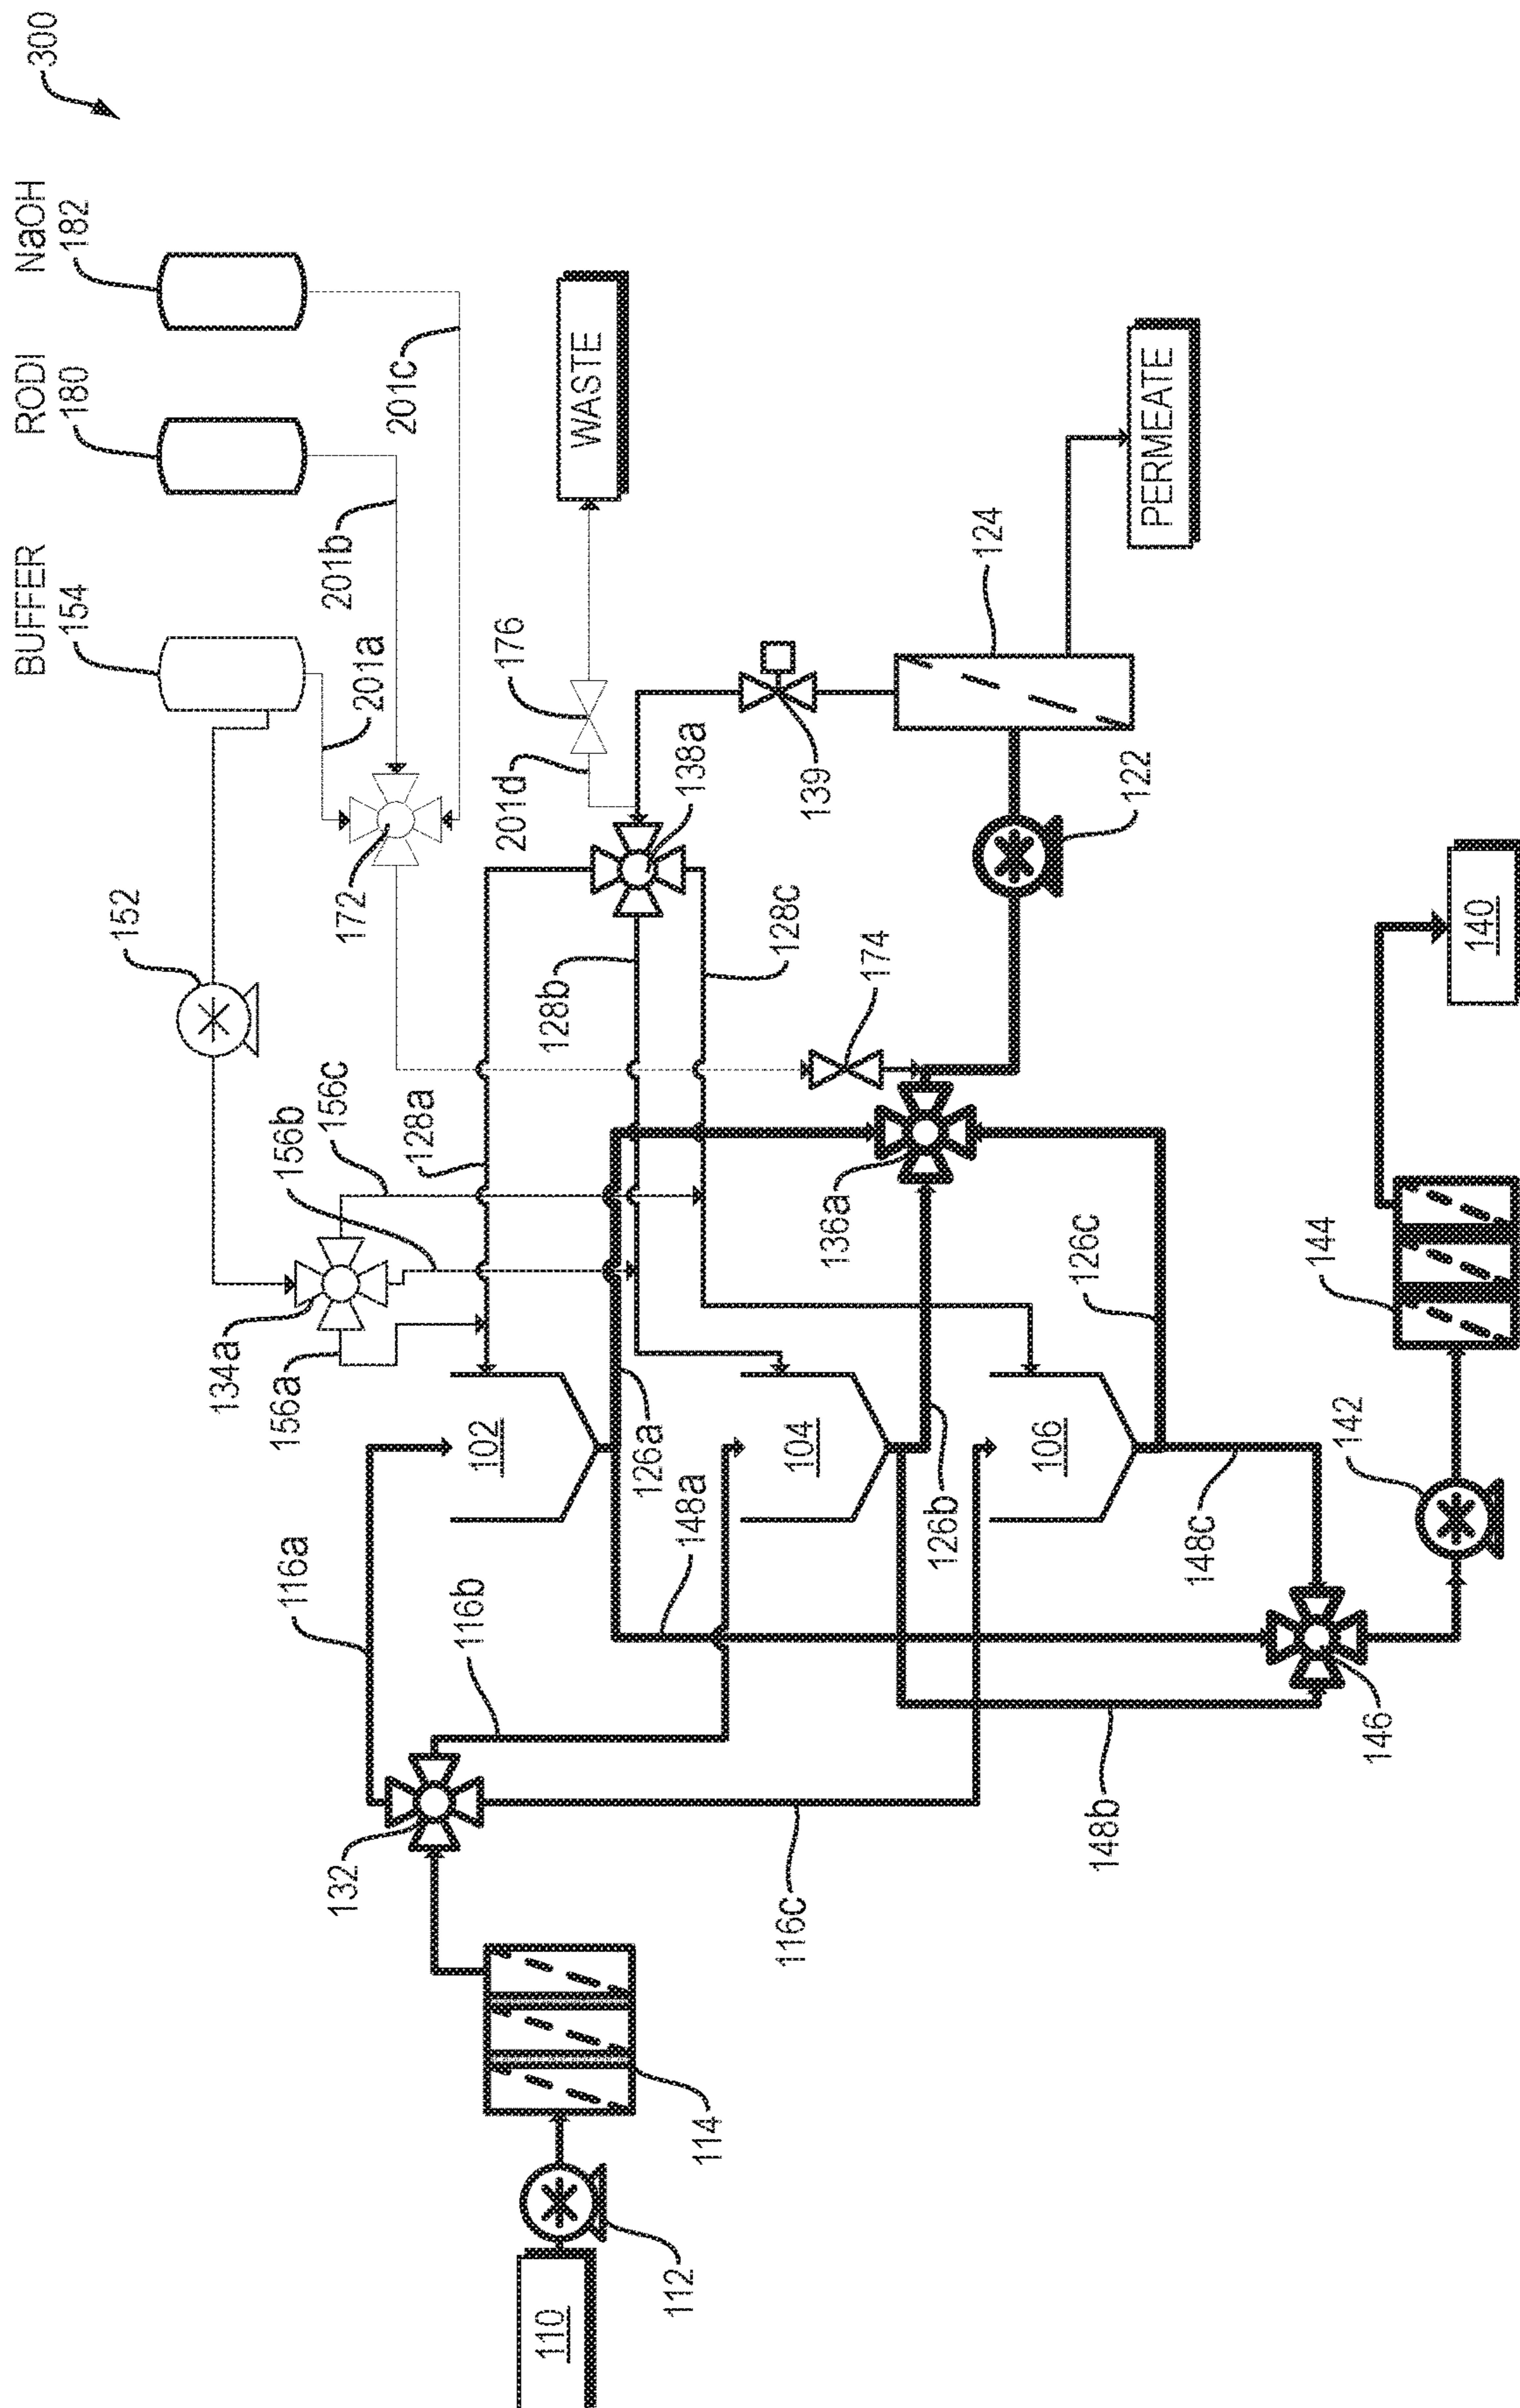 300
BUFFER
154
RODI
180
NaOH
182
152
201a
201b
201c
172
WASTE
176
201d
134a
156a
156b
156c
128a
128b
128c
138a
139
124
PERMEATE
122
174
136a
116a
116b
116c
132
102
104
106
126a
126b
126c
148a
148b
148c
146
142
144
140
110
112
114